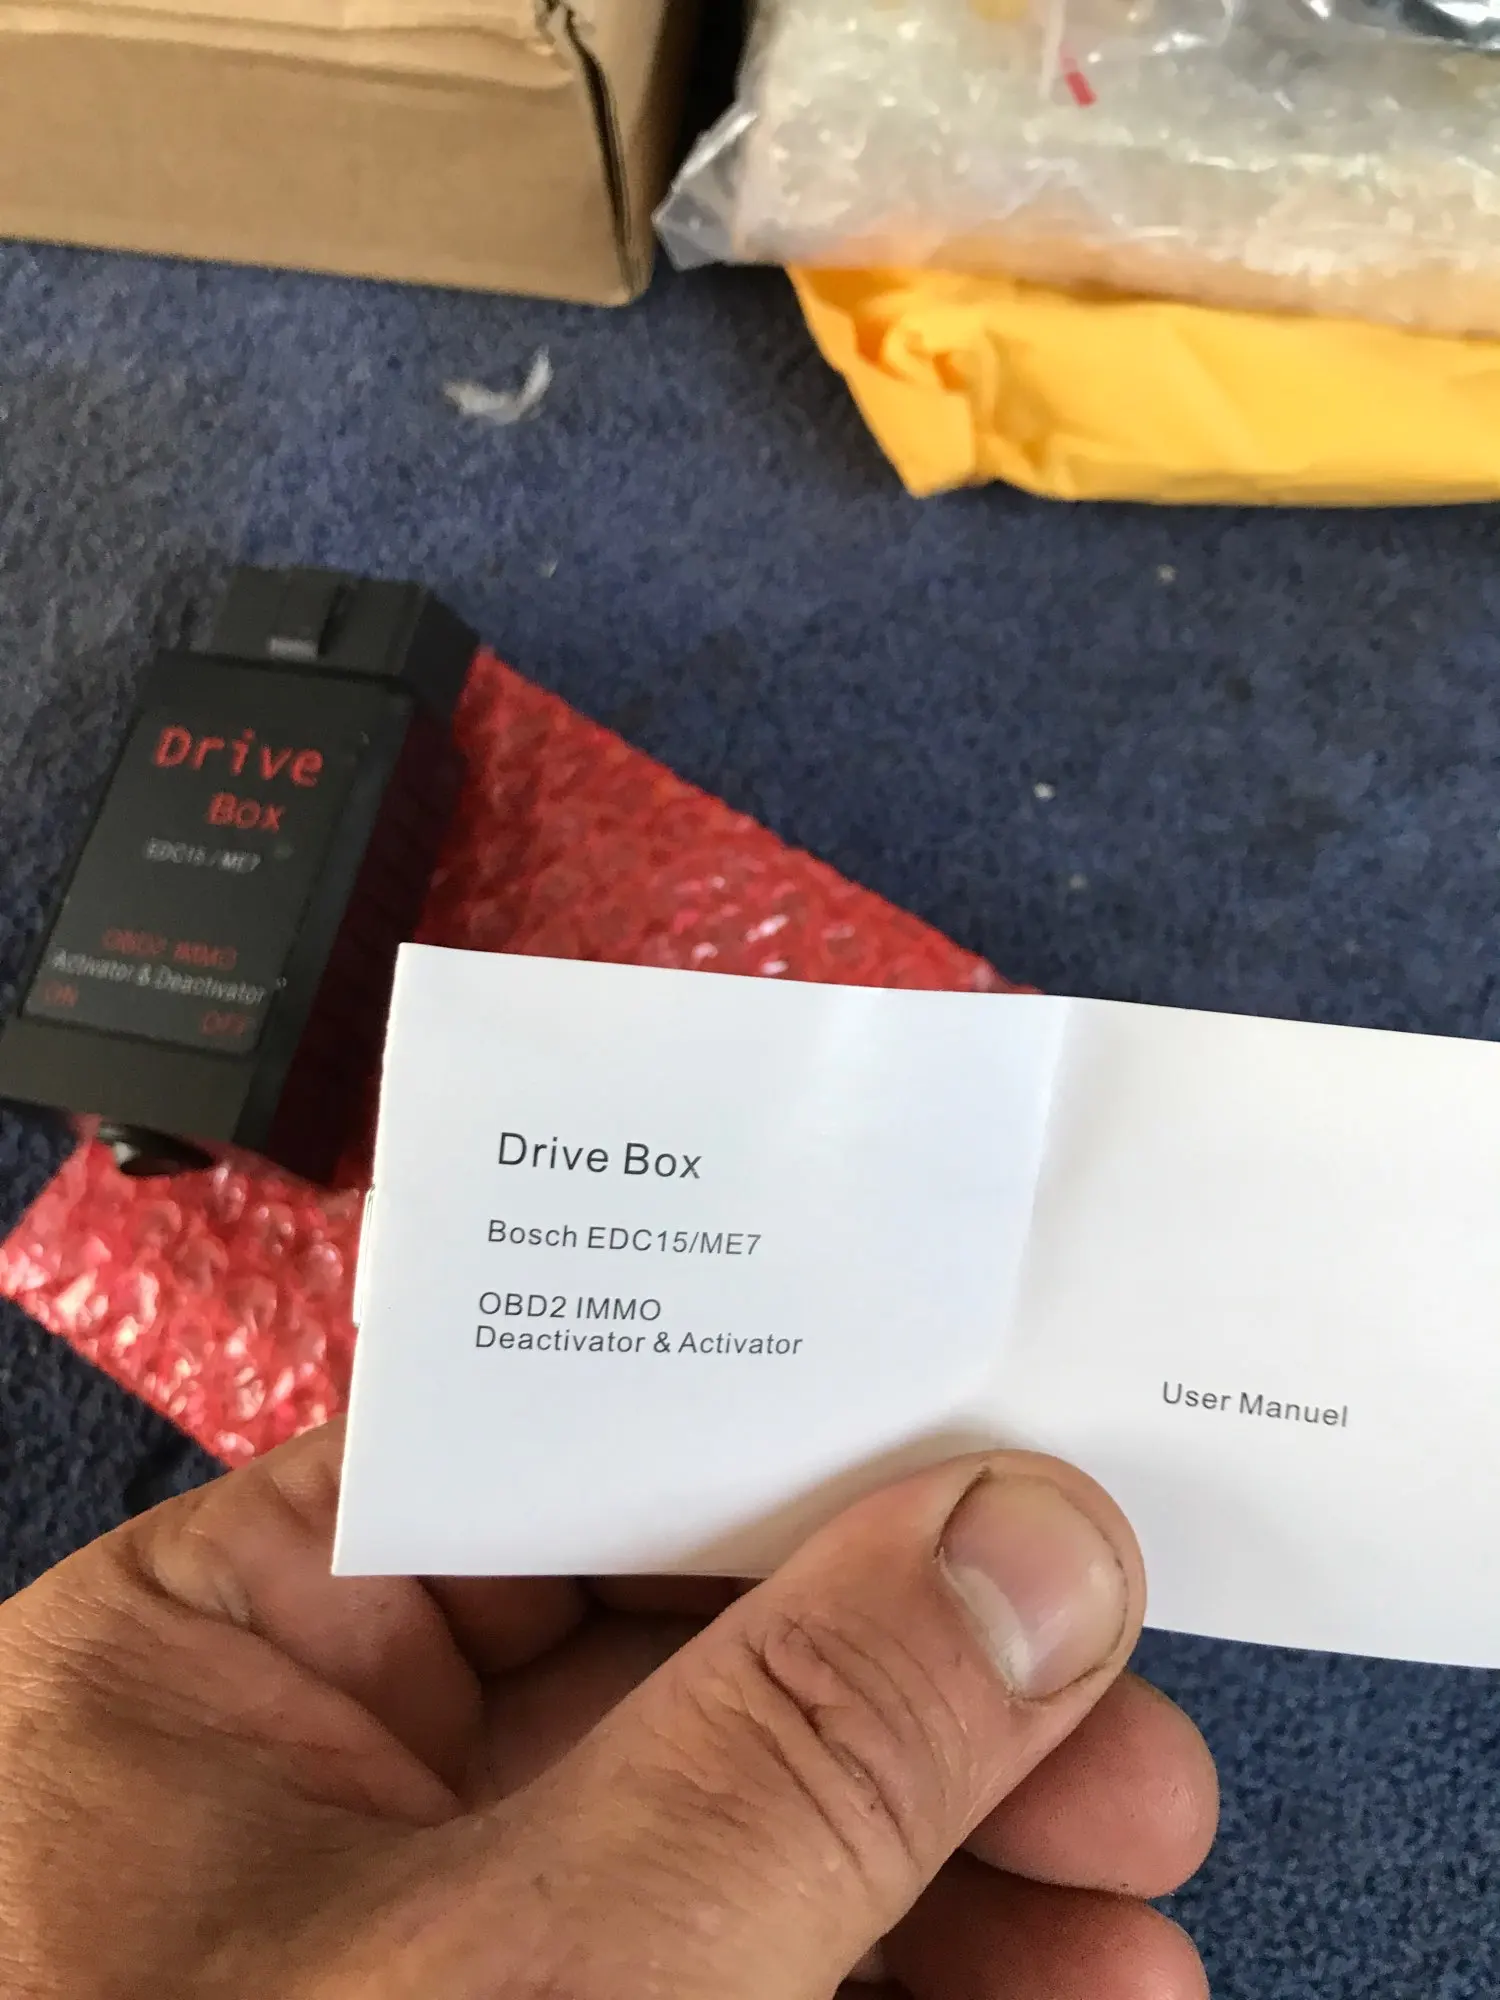 Drive
Box
EDC15/ME7
OBD2 IMMO
Activator & Deactivator
ON
OFF
Drive Box
Bosch EDC15/ME7
OBD2 IMMO
Deactivator & Activator
User Manuel